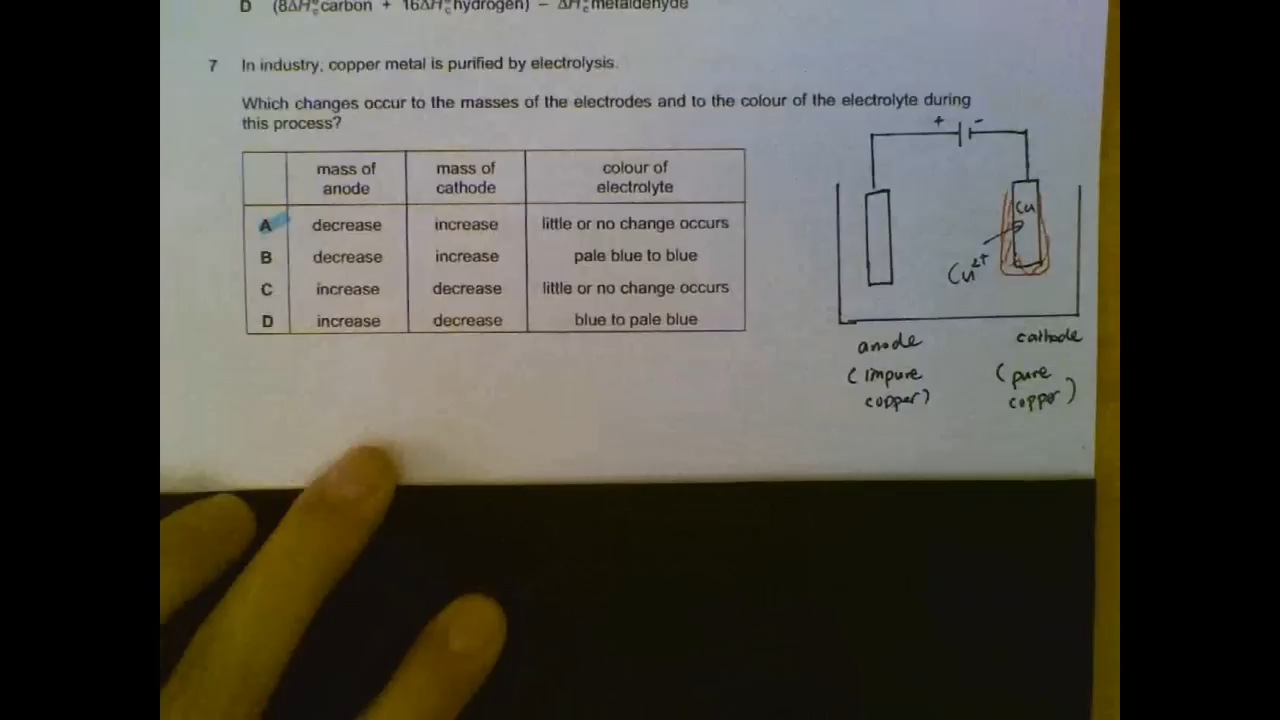 D (8ΔH°c carbon + 16ΔH°c hydrogen) – ΔH°c metaldehyde
7 In industry, copper metal is purified by electrolysis.
Which changes occur to the masses of the electrodes and to the colour of the electrolyte during
this process?
mass of anode mass of cathode colour of electrolyte
A decrease increase little or no change occurs
B decrease increase pale blue to blue
C increase decrease little or no change occurs
D increase decrease blue to pale blue
+ -
Cu
Cu2+
anode cathode
(impure (pure
copper) copper)